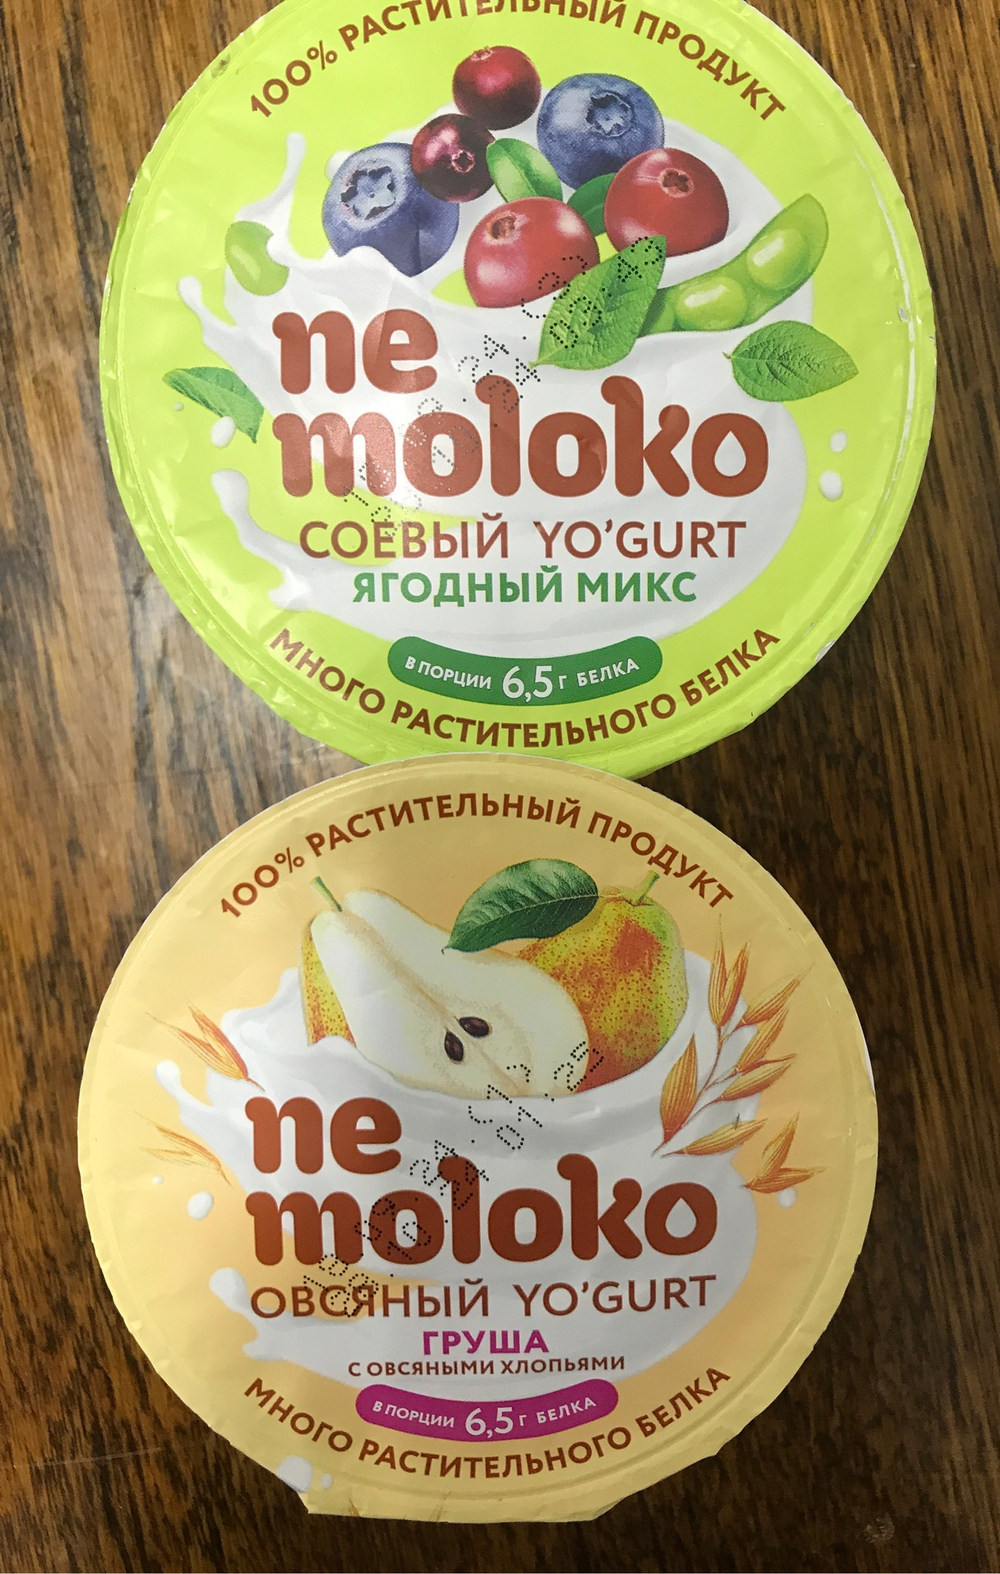 100% РАСТИТЕЛЬНЫЙ ПРОДУКТ
ne
moloko
СОЕВЫЙ YO'GURT
ЯГОДНЫЙ МИКС
В ПОРЦИИ 6,5 Г БЕЛКА
МНОГО РАСТИТЕЛЬНОГО БЕЛКА
100% РАСТИТЕЛЬНЫЙ ПРОДУКТ
ne
moloko
ОВСЯНЫЙ YO'GURT
ГРУША
С ОВСЯНЫМИ ХЛОПЬЯМИ
В ПОРЦИИ 6,5 Г БЕЛКА
МНОГО РАСТИТЕЛЬНОГО БЕЛКА